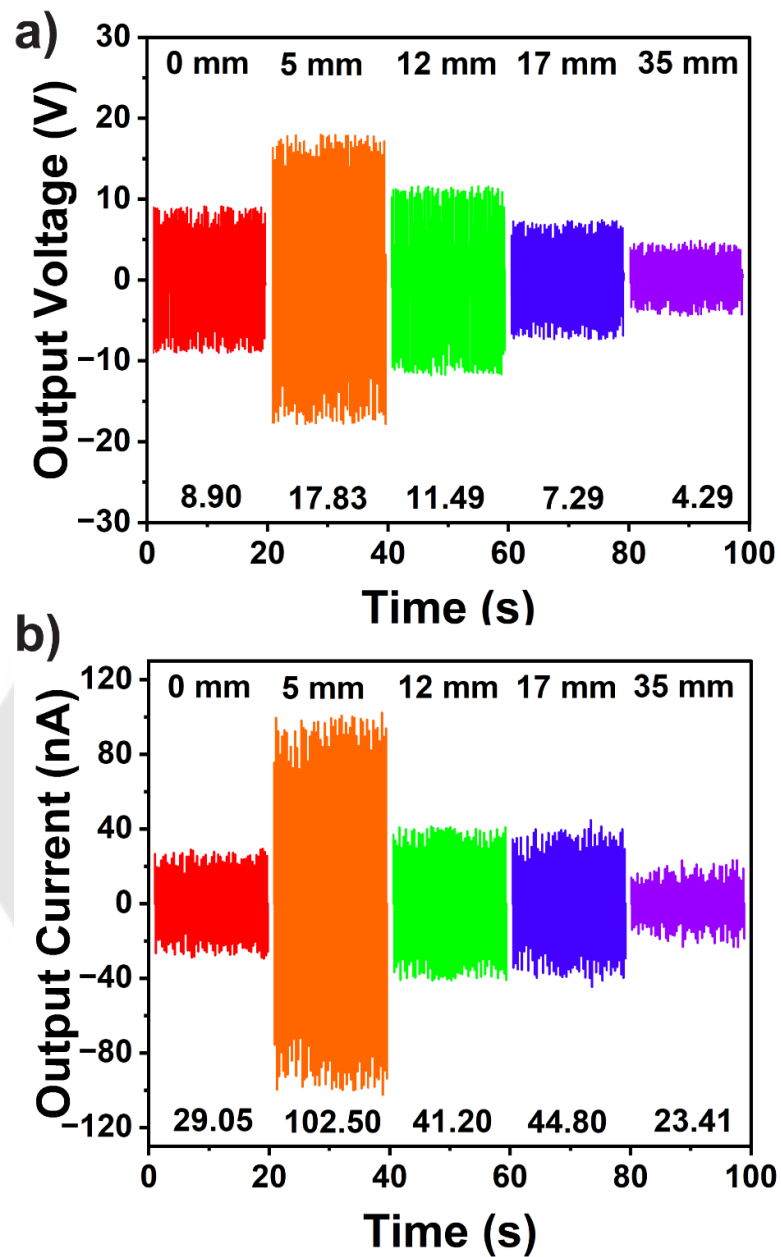 a)
Output Voltage (V)
30
20
10
0
−10
−20
−30
0 mm 5 mm 12 mm 17 mm 35 mm
8.90 17.83 11.49 7.29 4.29
0 20 40 60 80 100
Time (s)
b)
Output Current (nA)
120
80
40
0
−40
−80
−120
0 mm 5 mm 12 mm 17 mm 35 mm
29.05 102.50 41.20 44.80 23.41
0 20 40 60 80 100
Time (s)